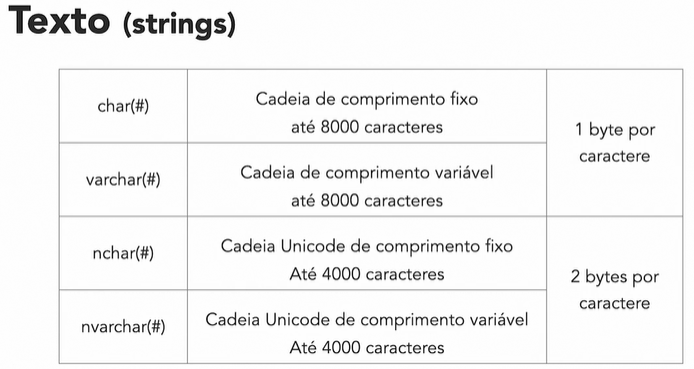 Texto (strings)
char(#)
Cadeia de comprimento fixo
até 8000 caracteres
1 byte por
caractere
varchar(#)
Cadeia de comprimento variável
até 8000 caracteres
nchar(#)
Cadeia Unicode de comprimento fixo
Até 4000 caracteres
2 bytes por
caractere
nvarchar(#)
Cadeia Unicode de comprimento variável
Até 4000 caracteres